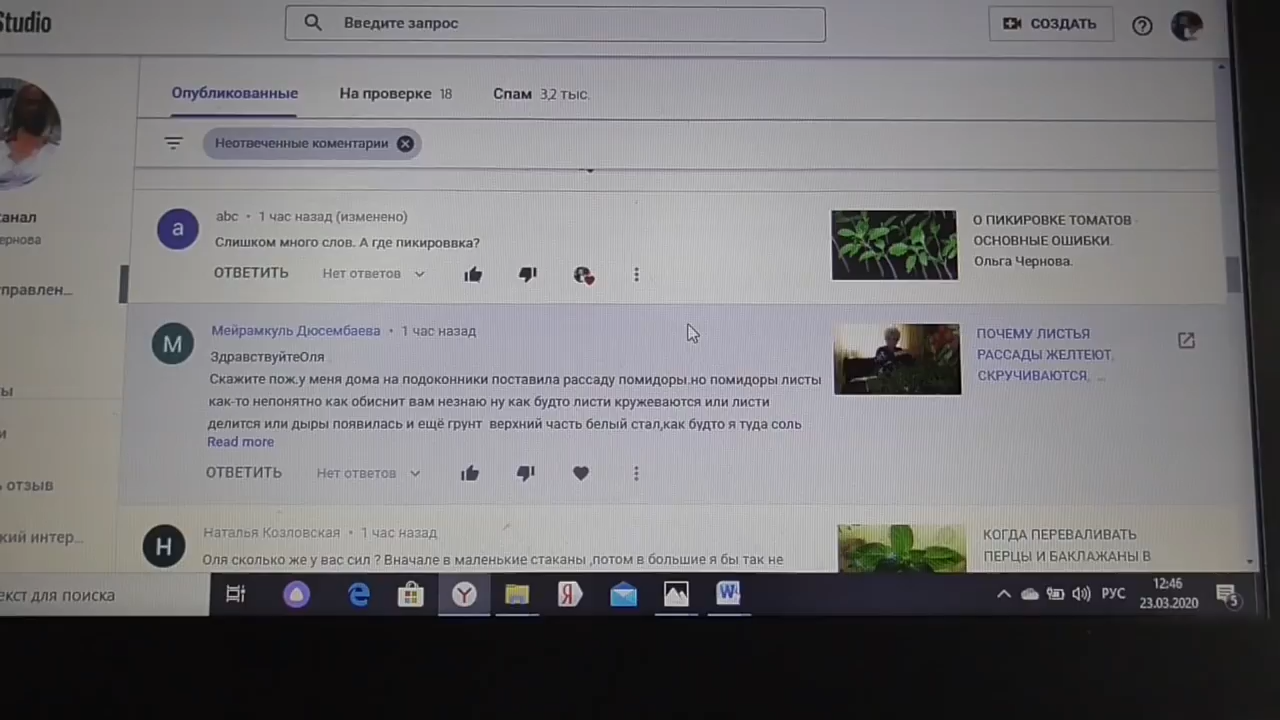 Studio
Введите запрос
СОЗДАТЬ
Опубликованные
На проверке 18
Спам 3,2 тыс.
Неотвеченные коментарии
анал
ернова
правлен...
ы
и
отзыв
кий интер...
a
abc • 1 час назад (изменено)
Слишком много слов. А где пикироввка?
ОТВЕТИТЬ Нет ответов
О ПИКИРОВКЕ ТОМАТОВ
ОСНОВНЫЕ ОШИБКИ.
Ольга Чернова.
М
Мейрамкуль Дюсембаева • 1 час назад
ЗдравствуйтеОля
Скажите пож.у меня дома на подоконники поставила рассаду помидоры.но помидоры листы
как-то непонятно как обиснит вам незнаю ну как будто листи кружеваются или листи
делится или дыры появилась и ещё грунт верхний часть белый стал,как будто я туда соль
Read more
ОТВЕТИТЬ Нет ответов
ПОЧЕМУ ЛИСТЬЯ
РАССАДЫ ЖЕЛТЕЮТ,
СКРУЧИВАЮТСЯ, ...
Н
Наталья Козловская • 1 час назад
Оля сколько же у вас сил ? Вначале в маленькие стаканы ,потом в большие я бы так не
КОГДА ПЕРЕВАЛИВАТЬ
ПЕРЦЫ И БАКЛАЖАНЫ В
екст для поиска
РУС
12:46
23.03.2020
5